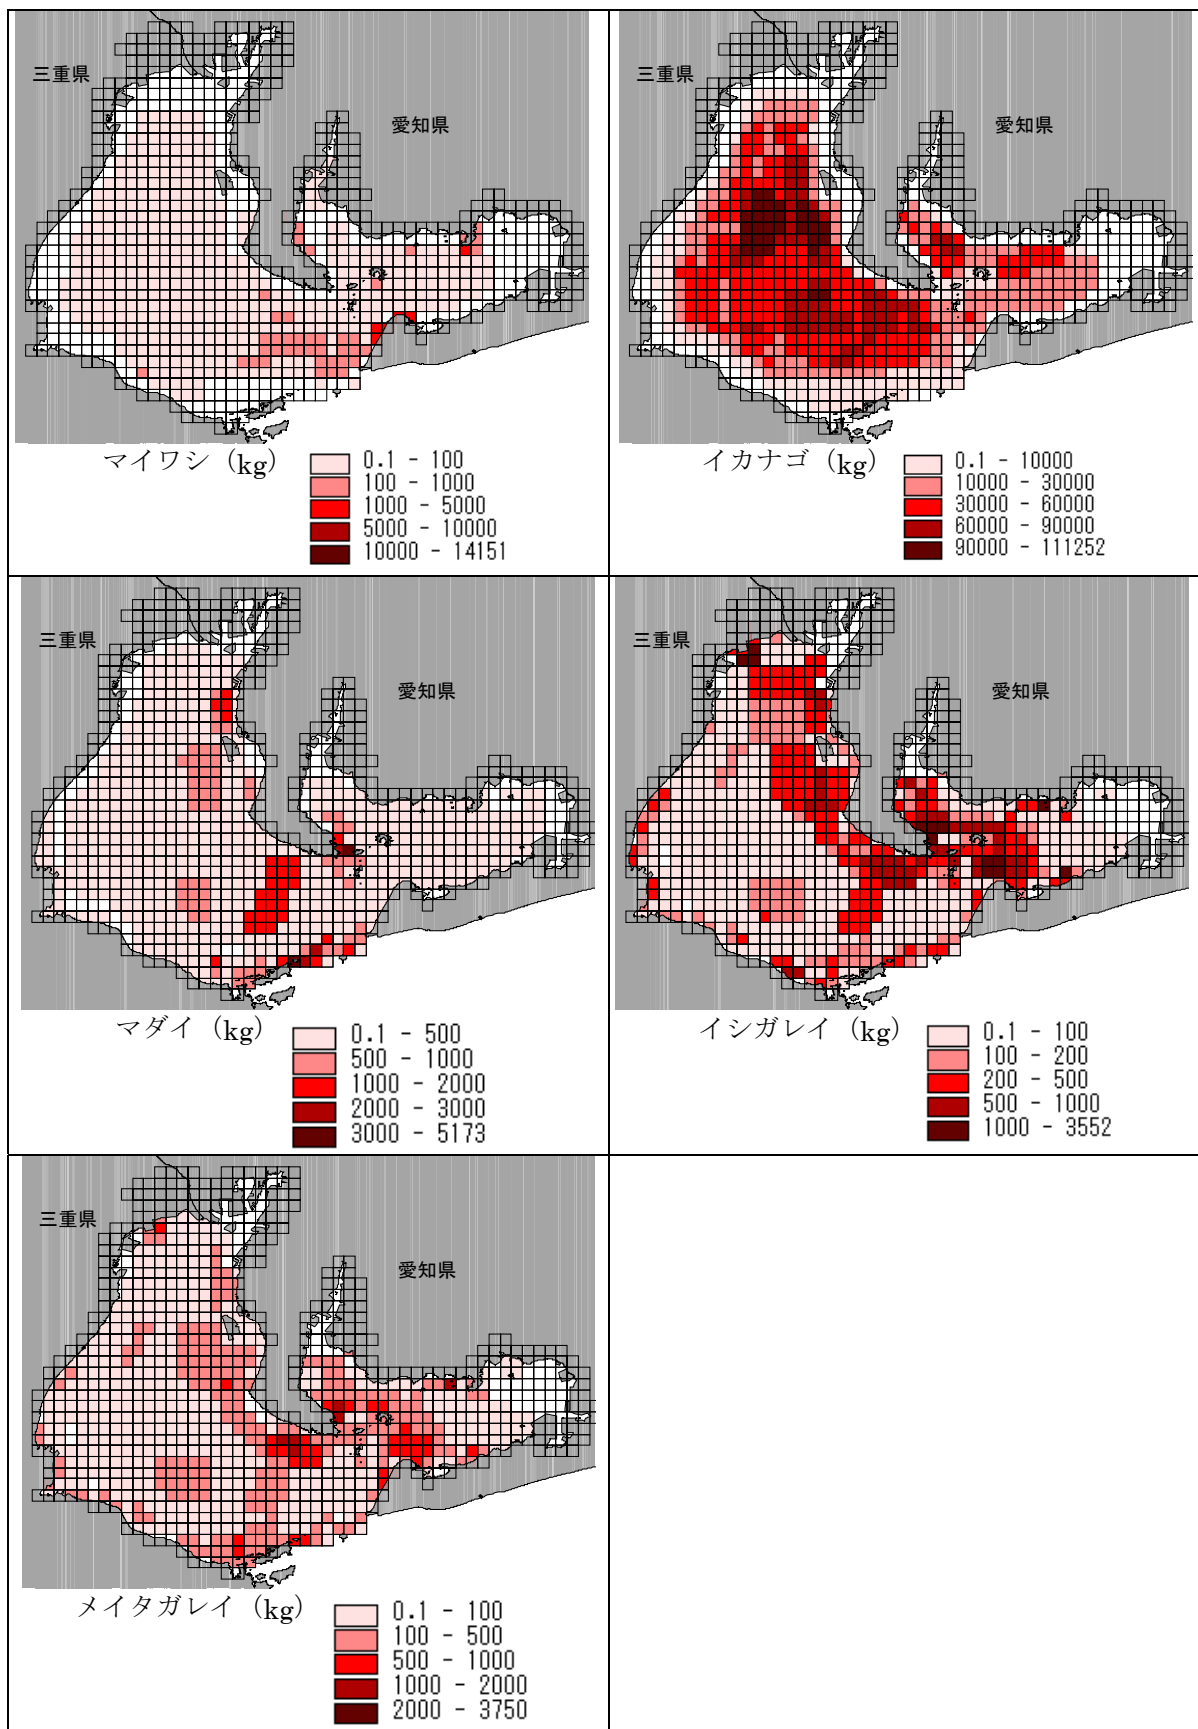 三重県
愛知県
マイワシ (kg)
0.1 - 100
100 - 1000
1000 - 5000
5000 - 10000
10000 - 14151
三重県
愛知県
イカナゴ (kg)
0.1 - 10000
10000 - 30000
30000 - 60000
60000 - 90000
90000 - 111252
三重県
愛知県
マダイ (kg)
0.1 - 500
500 - 1000
1000 - 2000
2000 - 3000
3000 - 5173
三重県
愛知県
イシガレイ (kg)
0.1 - 100
100 - 200
200 - 500
500 - 1000
1000 - 3552
三重県
愛知県
メイタガレイ (kg)
0.1 - 100
100 - 500
500 - 1000
1000 - 2000
2000 - 3750